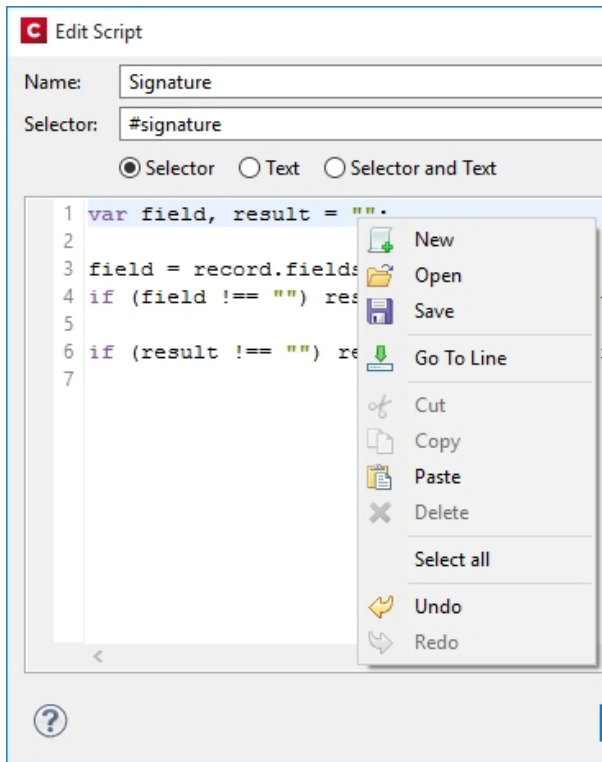 C Edit Script
Name: Signature
Selector: #signature
Selector Text Selector and Text
1 var field, result = "";
2
3 field = record.fields
4 if (field !== "") res
5
6 if (result !== "") re
7
New
Open
Save
Go To Line
Cut
Copy
Paste
Delete
Select all
Undo
Redo
?